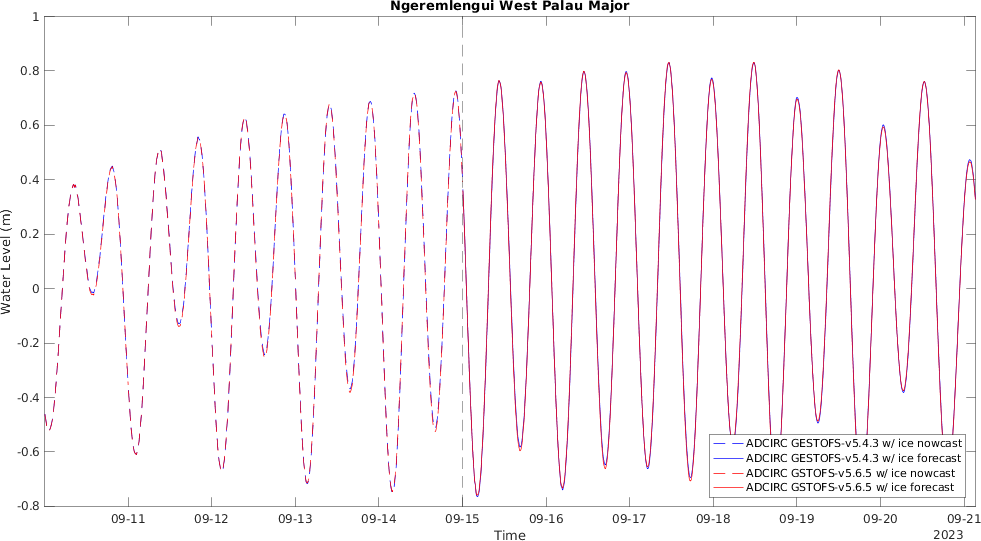 Ngeremlengui West Palau Major
1
0.8
0.6
0.4
0.2
0
-0.2
-0.4
-0.6
-0.8
Water Level (m)
ADCIRC GESTOFS-v5.4.3 w/ ice nowcast
ADCIRC GESTOFS-v5.4.3 w/ ice forecast
ADCIRC GSTOFS-v5.6.5 w/ ice nowcast
ADCIRC GSTOFS-v5.6.5 w/ ice forecast
09-11 09-12 09-13 09-14 09-15 09-16 09-17 09-18 09-19 09-20 09-21
Time
2023